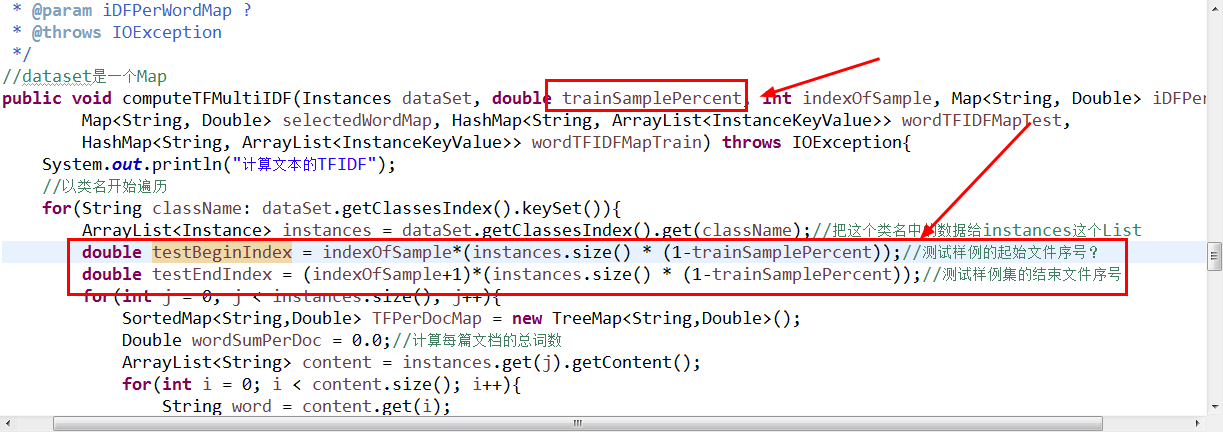 * @param iDFPerWordMap ?
* @throws IOException
*/
//dataset是一个Map
public void computeTFMultiIDF(Instances dataSet, double trainSamplePercent, int indexOfSample, Map<String, Double> iDFPer
Map<String, Double> selectedWordMap, HashMap<String, ArrayList<InstanceKeyValue>> wordTFIDFMapTest,
HashMap<String, ArrayList<InstanceKeyValue>> wordTFIDFMapTrain) throws IOException{
System.out.println("计算文本的TFIDF");
//以类名开始遍历
for(String className: dataSet.getClassesIndex().keySet()){
ArrayList<Instance> instances = dataSet.getClassesIndex().get(className);//把这个类名中的数据给instances这个List
double testBeginIndex = indexOfSample*(instances.size() * (1-trainSamplePercent));//测试样例的起始文件序号？
double testEndIndex = (indexOfSample+1)*(instances.size() * (1-trainSamplePercent));//测试样例集的结束文件序号
for(int j = 0; j < instances.size(); j++){
SortedMap<String,Double> TFPerDocMap = new TreeMap<String,Double>();
Double wordSumPerDoc = 0.0;//计算每篇文档的总词数
ArrayList<String> content = instances.get(j).getContent();
for(int i = 0; i < content.size(); i++){
String word = content.get(i);